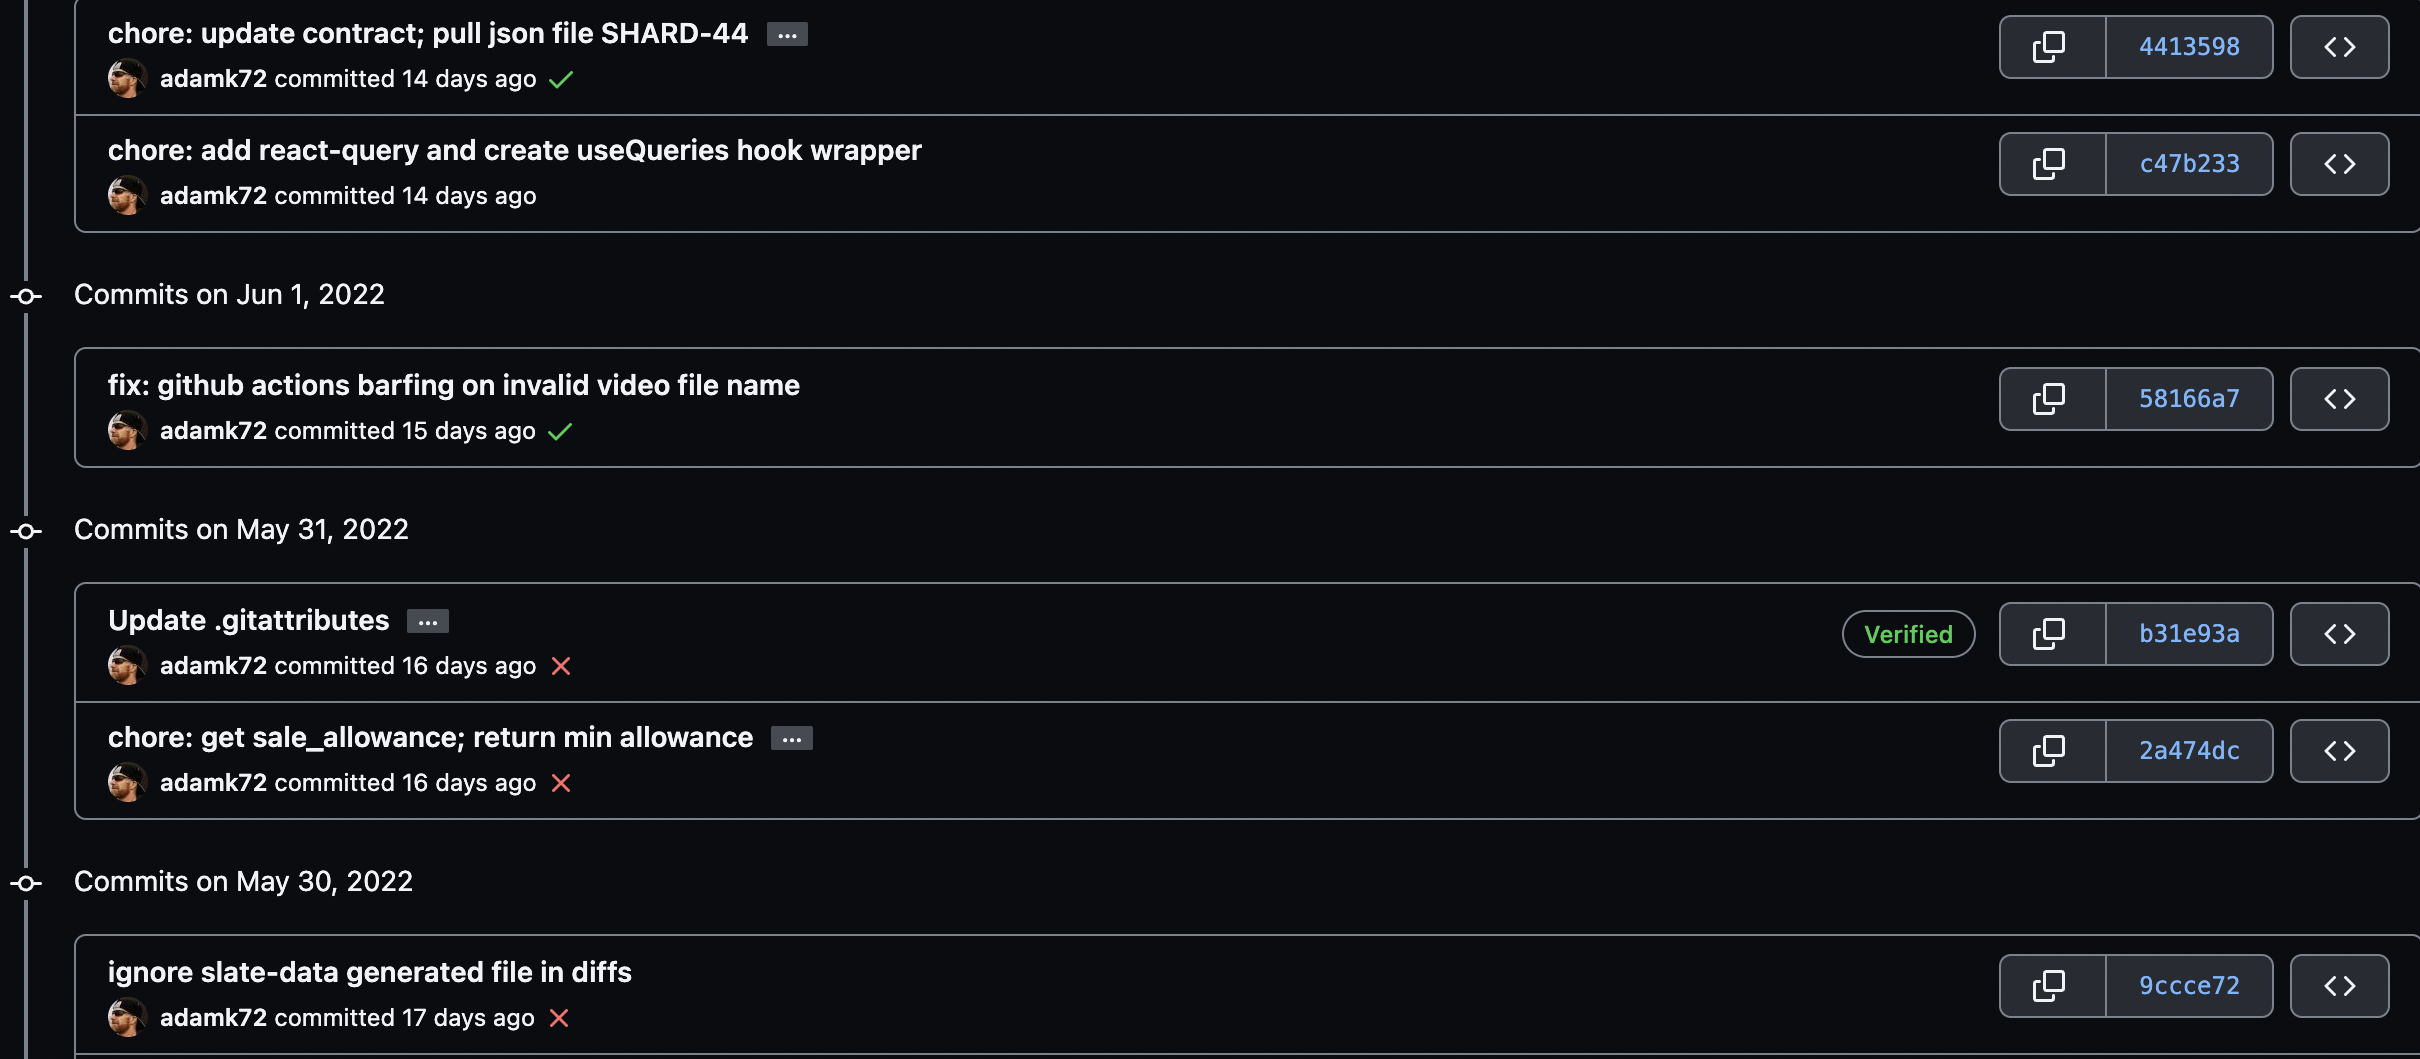 chore: update contract; pull json file SHARD-44 ...
4413598
adamk72 committed 14 days ago
chore: add react-query and create useQueries hook wrapper
c47b233
adamk72 committed 14 days ago
Commits on Jun 1, 2022
fix: github actions barfing on invalid video file name
58166a7
adamk72 committed 15 days ago
Commits on May 31, 2022
Update .gitattributes ...
Verified
b31e93a
adamk72 committed 16 days ago
chore: get sale_allowance; return min allowance ...
2a474dc
adamk72 committed 16 days ago
Commits on May 30, 2022
ignore slate-data generated file in diffs
9ccce72
adamk72 committed 17 days ago